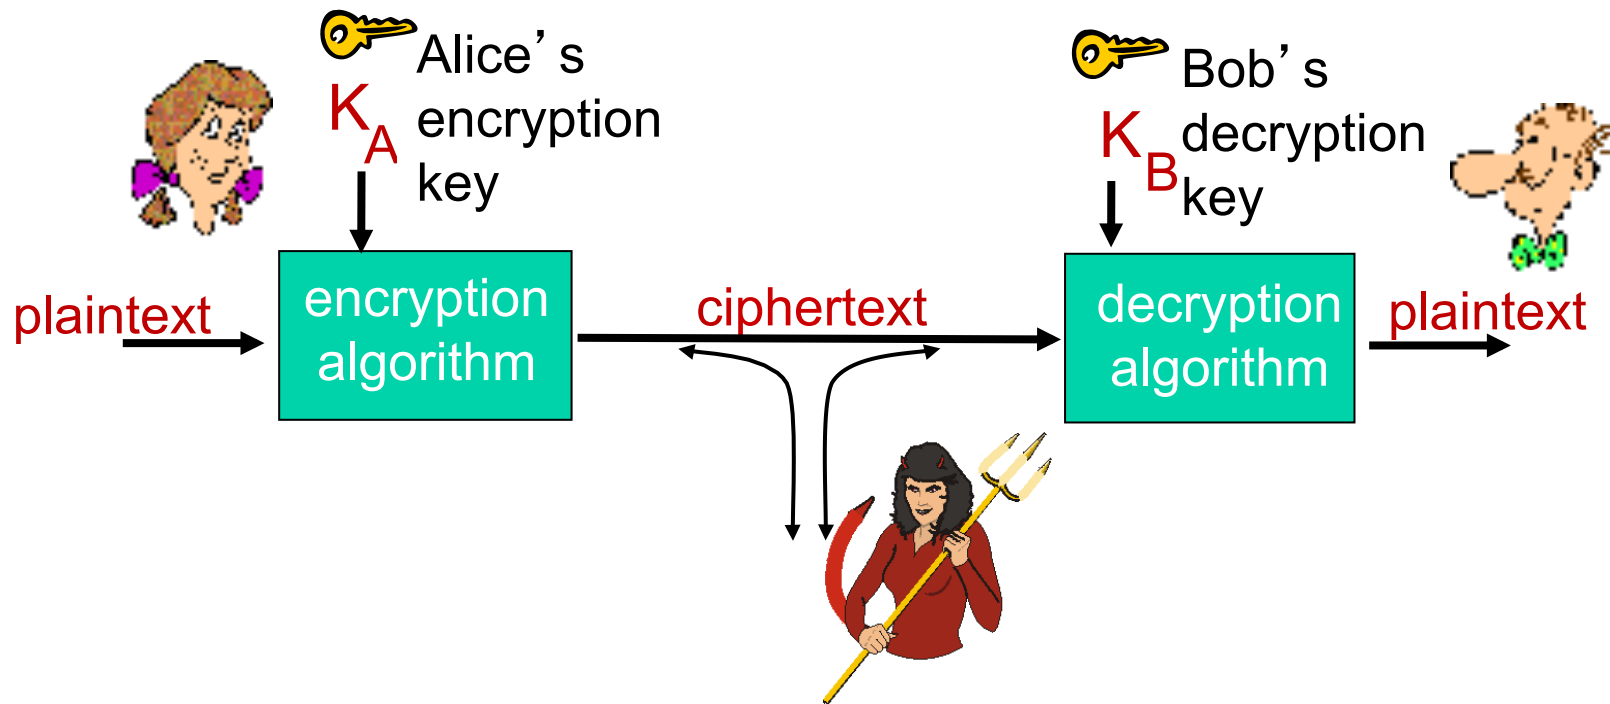 Alice’s
encryption
key
K
A
Bob’s
decryption
key
K
B
plaintext
encryption
algorithm
ciphertext
decryption
algorithm
plaintext